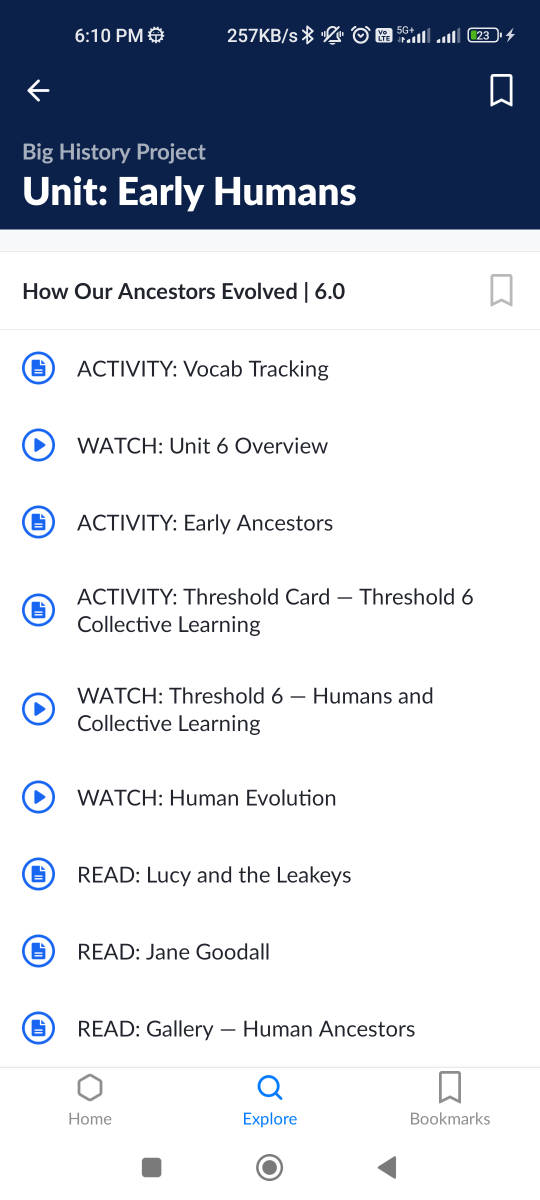 6:10 PM
257KB/s Vo LTE 5G+ 23
Big History Project
Unit: Early Humans
How Our Ancestors Evolved | 6.0
ACTIVITY: Vocab Tracking
WATCH: Unit 6 Overview
ACTIVITY: Early Ancestors
ACTIVITY: Threshold Card — Threshold 6
Collective Learning
WATCH: Threshold 6 — Humans and
Collective Learning
WATCH: Human Evolution
READ: Lucy and the Leakeys
READ: Jane Goodall
READ: Gallery — Human Ancestors
Home
Explore
Bookmarks